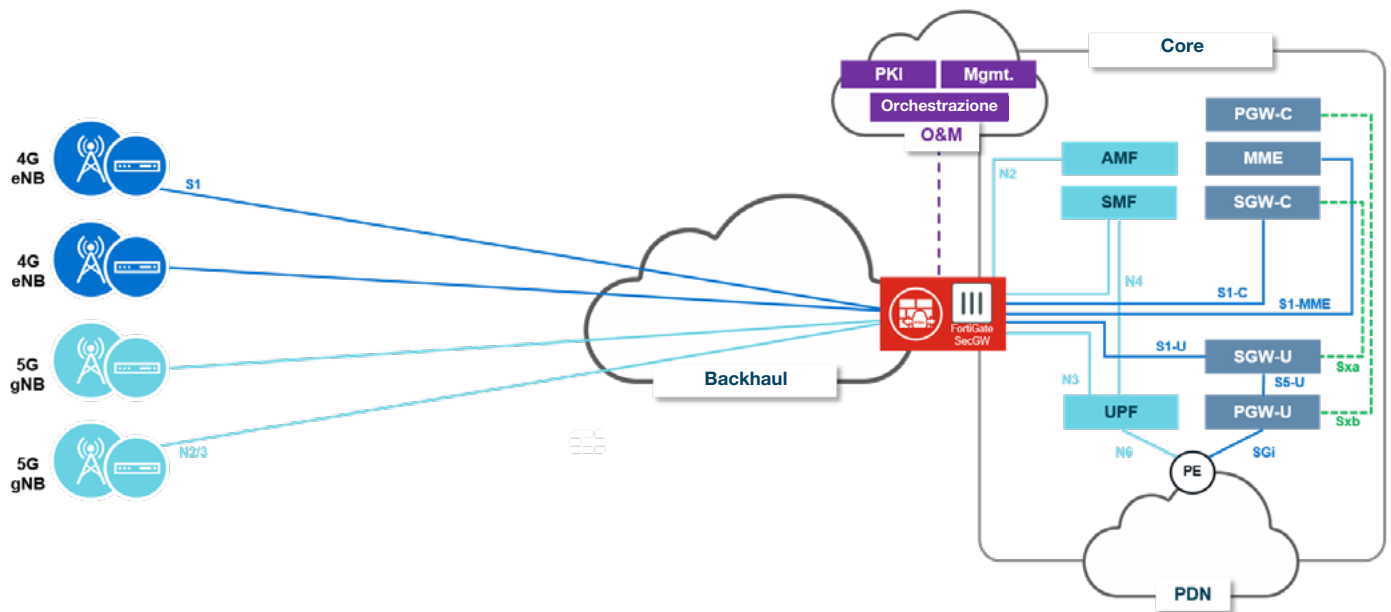 Core
PKI
Mgmt.
Orchestrazione
O&M
PGW-C
AMF
MME
N2
SMF
SGW-C
4G
eNB
S1
4G
eNB
N4
S1-C
S1-MME
FortiGate
SecGW
5G
gNB
Backhaul
S1-U
SGW-U
Sxa
N3
S5-U
UPF
PGW-U
Sxb
5G
gNB
N2/3
N6
SGi
PE
PDN